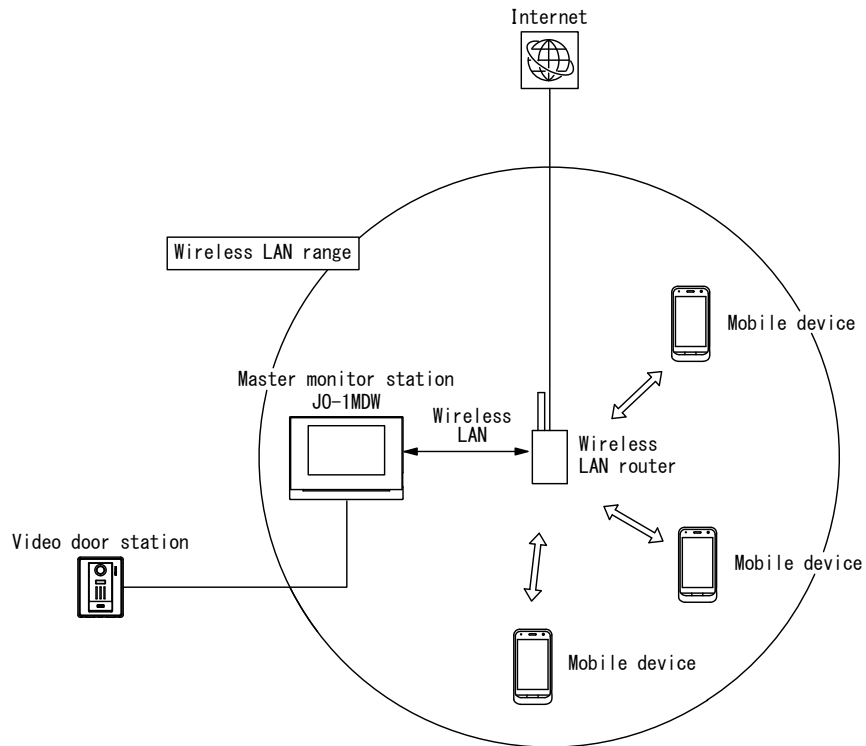 Internet
Wireless LAN range
Mobile device
Master monitor station
JO-1MDW
Wireless
LAN
Wireless
LAN router
Video door station
Mobile device
Mobile device